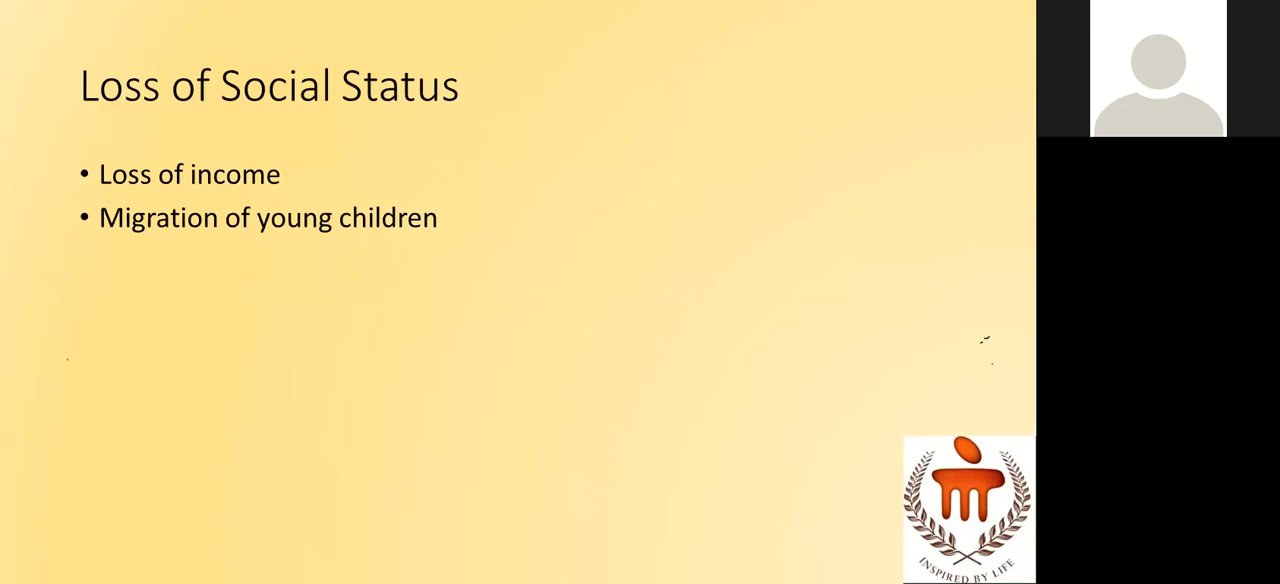 Loss of Social Status
• Loss of income
• Migration of young children
INSPIRED BY LIFE